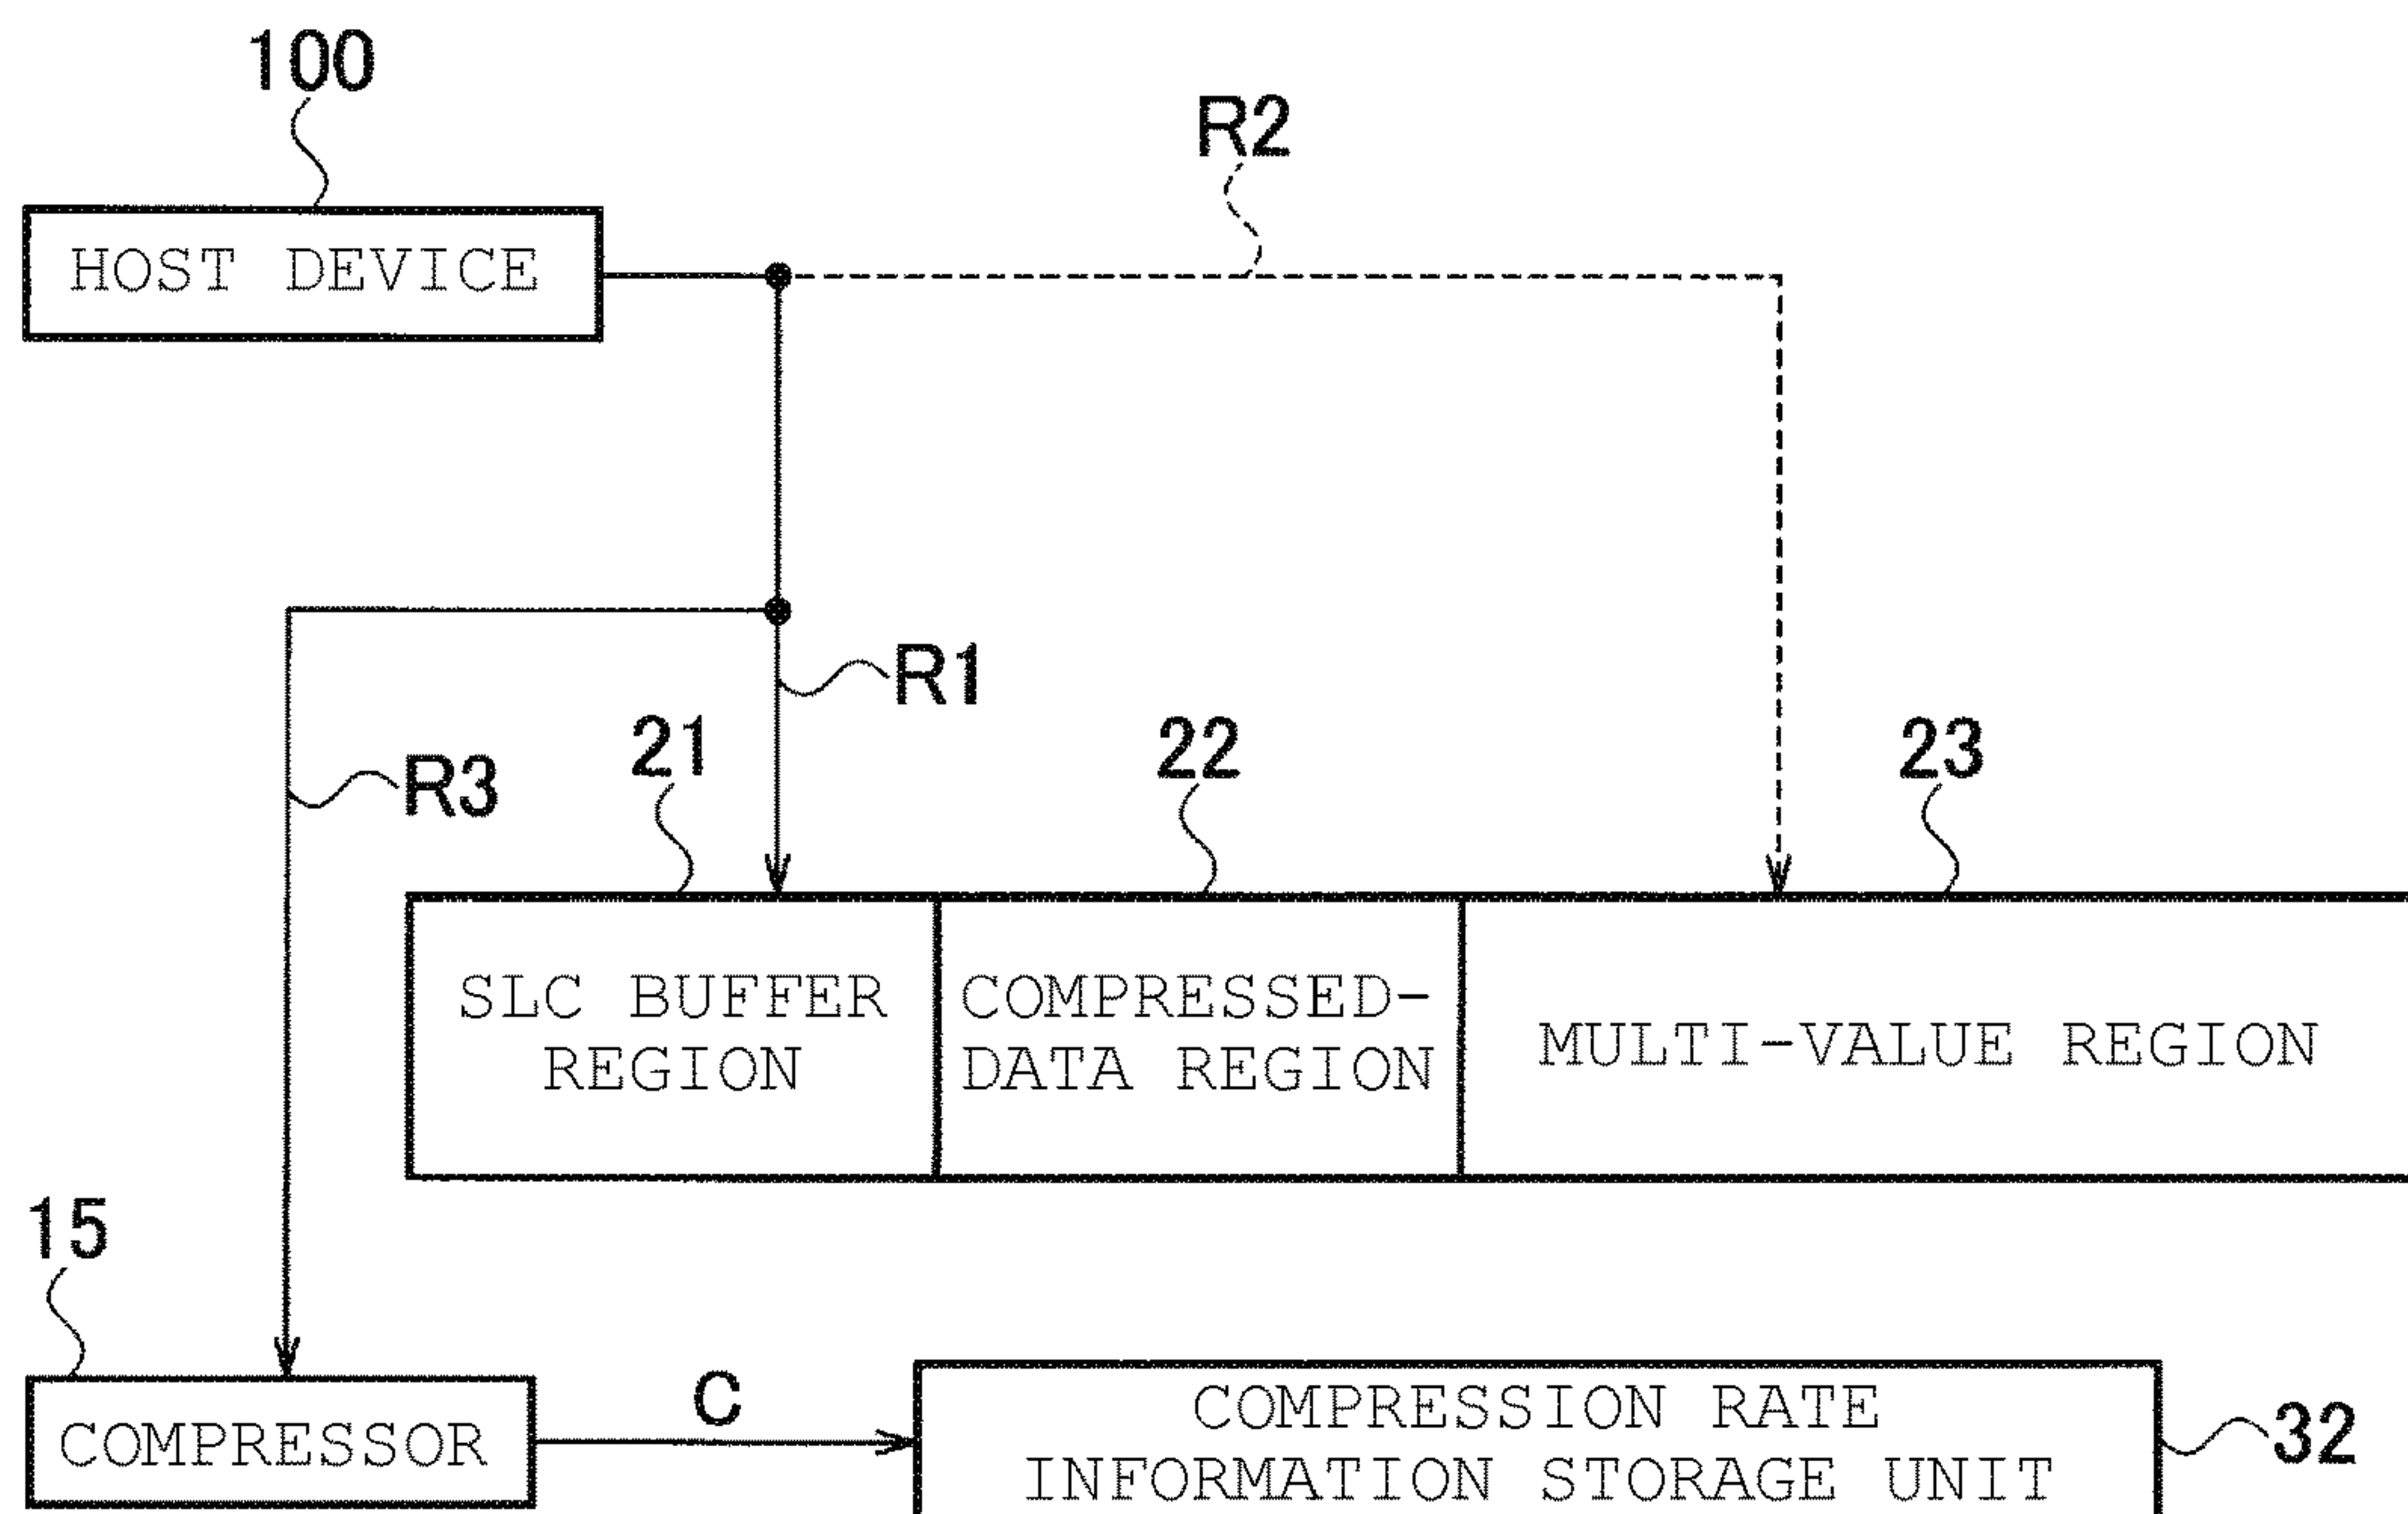 100
R2
HOST DEVICE
R1
R3
21
22
23
SLC BUFFER
REGION
COMPRESSED-
DATA REGION
MULTI-VALUE REGION
15
COMPRESSOR
C
COMPRESSION RATE
INFORMATION STORAGE UNIT
32